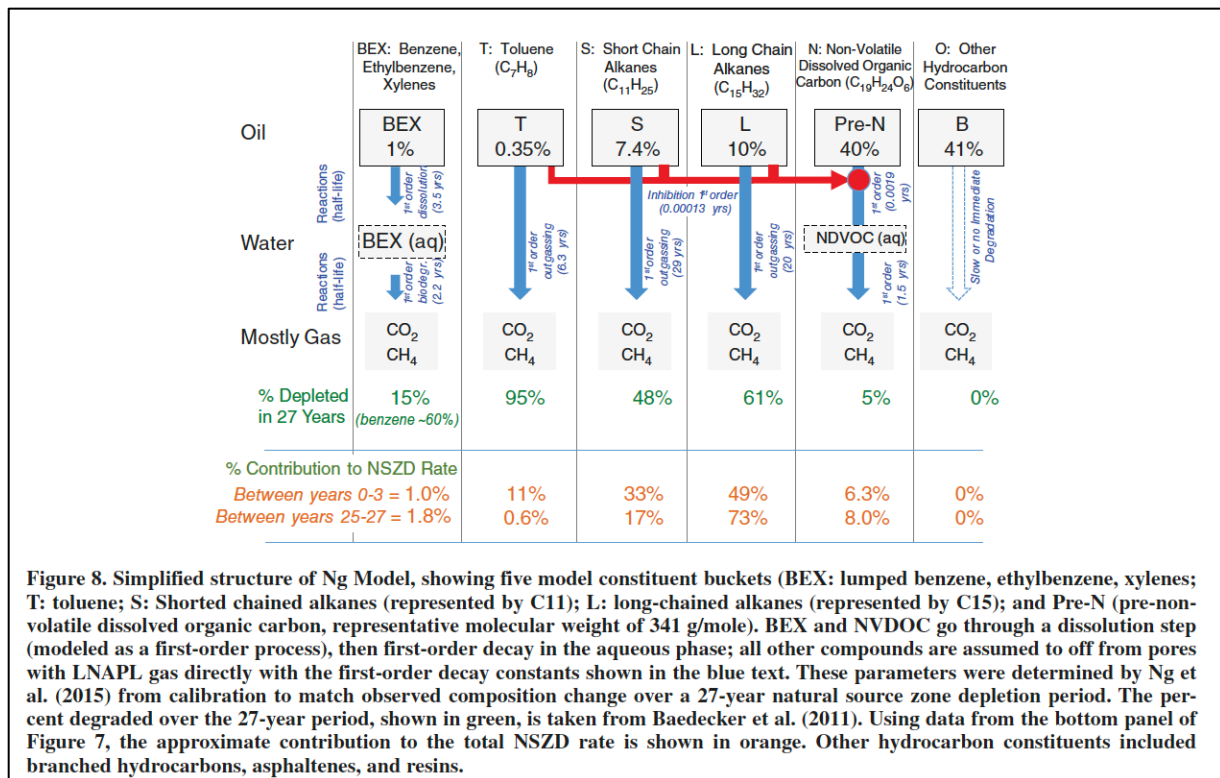 BEX: Benzene,
Ethylbenzene,
Xylenes
T: Toluene
(C₇H₈)
S: Short Chain
Alkanes
(C₁₁H₂₅)
L: Long Chain
Alkanes
(C₁₅H₃₂)
N: Non-Volatile
Dissolved Organic
Carbon (C₁₉H₂₄O₆)
O: Other
Hydrocarbon
Constituents
Oil
BEX
1%
T
0.35%
S
7.4%
L
10%
Pre-N
40%
B
41%
Reactions
(half-life)
1st order
dissolution
(3.5 yrs)
Inhibition 1st order
(0.00013 yrs)
1st order
(0.0019
yrs)
Water
BEX (aq)
NDVOC (aq)
Reactions
(half-life)
1st order
biodegr.
(2.2 yrs)
1st order
outgassing
(6.3 yrs)
1st order
outgassing
(29 yrs)
1st order
outgassing
(20 yrs)
1st order
(1.5 yrs)
Slow or no Immediate
Degradation
Mostly Gas
CO₂
CH₄
CO₂
CH₄
CO₂
CH₄
CO₂
CH₄
CO₂
CH₄
CO₂
CH₄
% Depleted
in 27 Years
15%
(benzene ~60%)
95%
48%
61%
5%
0%
% Contribution to NSZD Rate
Between years 0-3 = 1.0% 11% 33% 49% 6.3% 0%
Between years 25-27 = 1.8% 0.6% 17% 73% 8.0% 0%
Figure 8. Simplified structure of Ng Model, showing five model constituent buckets (BEX: lumped benzene, ethylbenzene, xylenes;
T: toluene; S: Shorted chained alkanes (represented by C11); L: long-chained alkanes (represented by C15); and Pre-N (pre-non-
volatile dissolved organic carbon, representative molecular weight of 341 g/mole). BEX and NVDOC go through a dissolution step
(modeled as a first-order process), then first-order decay in the aqueous phase; all other compounds are assumed to off from pores
with LNAPL gas directly with the first-order decay constants shown in the blue text. These parameters were determined by Ng et
al. (2015) from calibration to match observed composition change over a 27-year natural source zone depletion period. The per-
cent degraded over the 27-year period, shown in green, is taken from Baedecker et al. (2011). Using data from the bottom panel of
Figure 7, the approximate contribution to the total NSZD rate is shown in orange. Other hydrocarbon constituents included
branched hydrocarbons, asphaltenes, and resins.